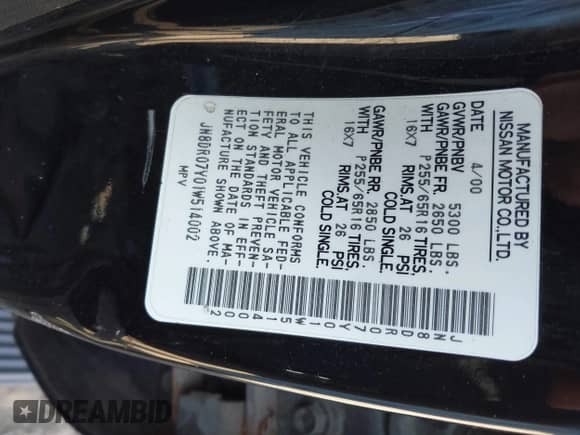 MANUFACTURED BY
NISSAN MOTOR CO.,LTD.
DATE 4/00
GVWR/PNBV 5300 LBS.
GAWR/PNBE FR. 2650 LBS.
P255/65R16 TIRES,
16X7 RIMS,AT 26 PSI
COLD SINGLE.
GAWR/PNBE RR 2850 LBS.
P255/65R16 TIRES,
16X7 RIMS,AT 26 PSI
COLD SINGLE.
THIS VEHICLE CONFORMS
TO ALL APPLICABLE FED-
ERAL MOTOR VEHICLE SA-
FETY AND THEFT PREVEN-
TION STANDARDS IN EFF-
ECT ON THE DATE OF MA-
NUFACTURE SHOWN ABOVE.
JN8DR07Y01W514002
MPV
JN8DR07Y01W514002
DREAMBID